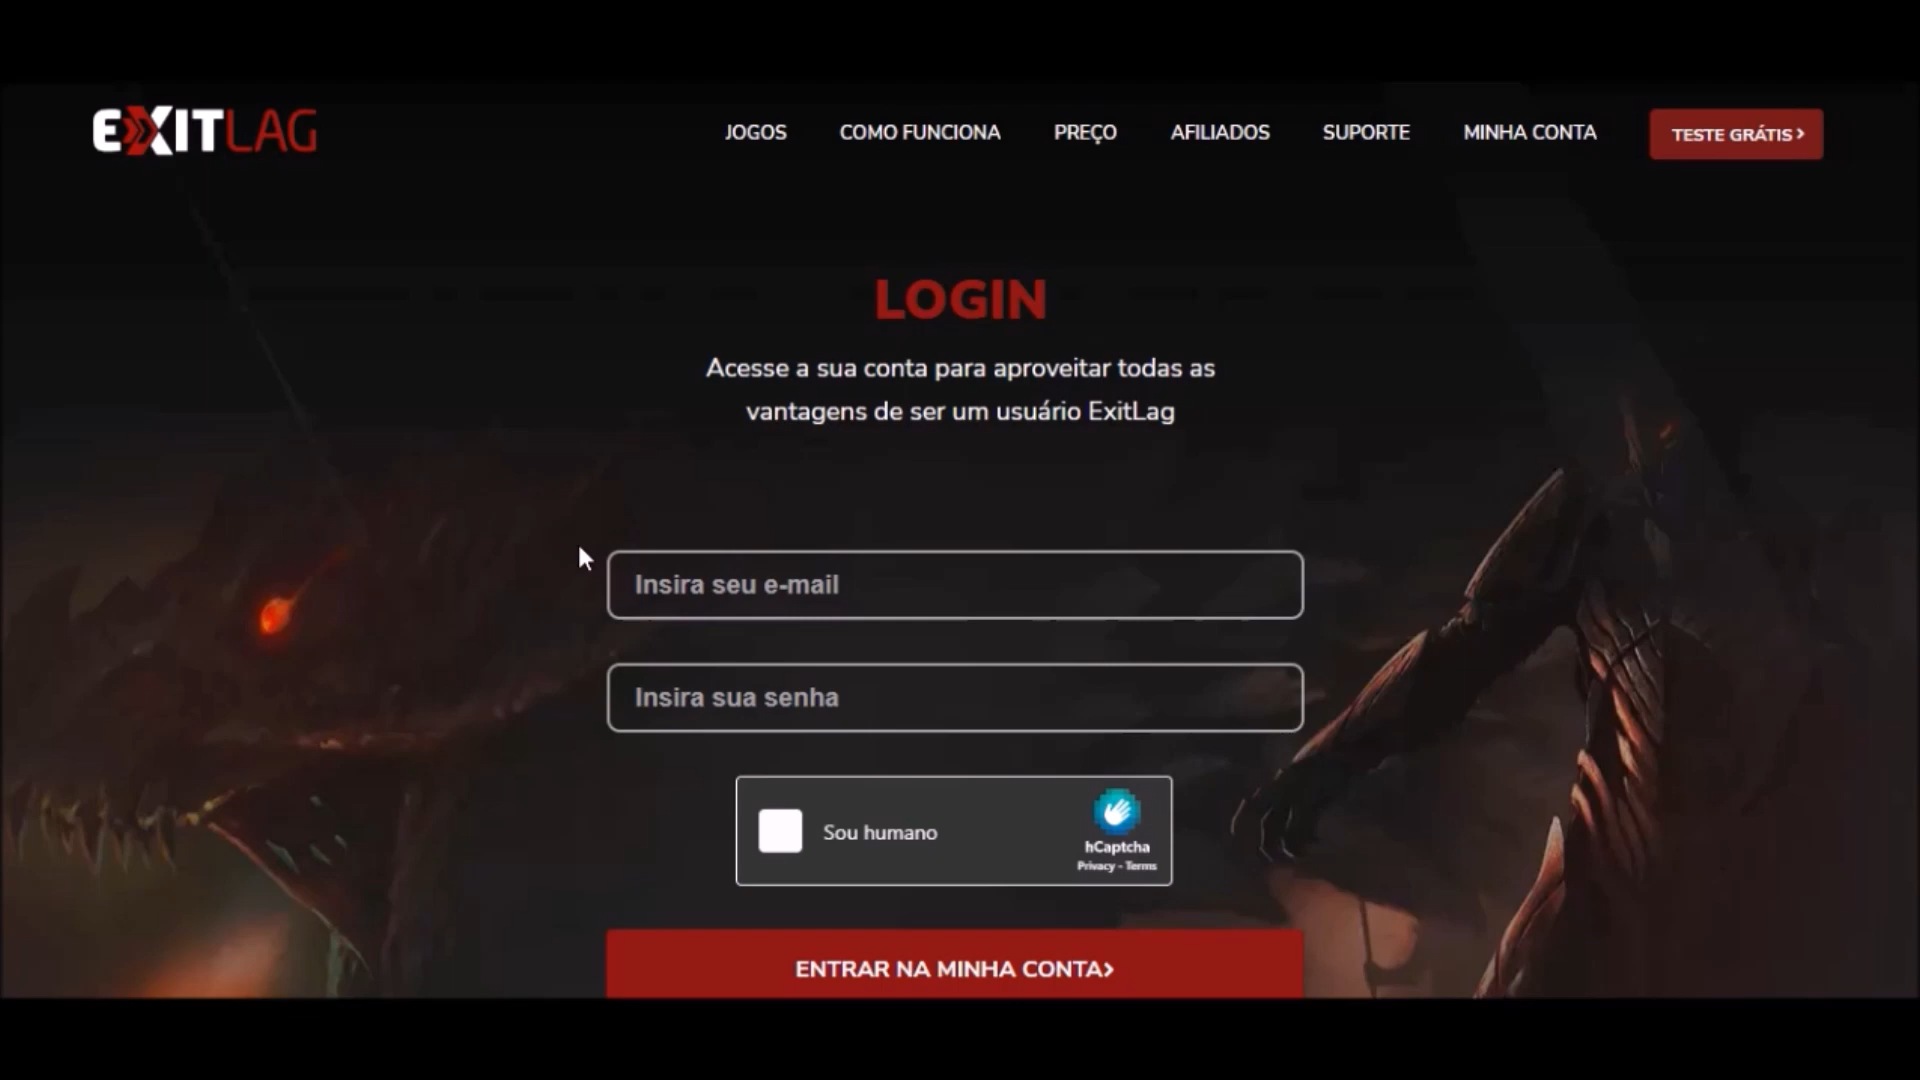 EXITLAG
JOGOS COMO FUNCIONA PREÇO AFILIADOS SUPORTE MINHA CONTA TESTE GRÁTIS
LOGIN
Acesse a sua conta para aproveitar todas as
vantagens de ser um usuário ExitLag
Insira seu e-mail
Insira sua senha
Sou humano
hCaptcha
Privacy - Terms
ENTRAR NA MINHA CONTA